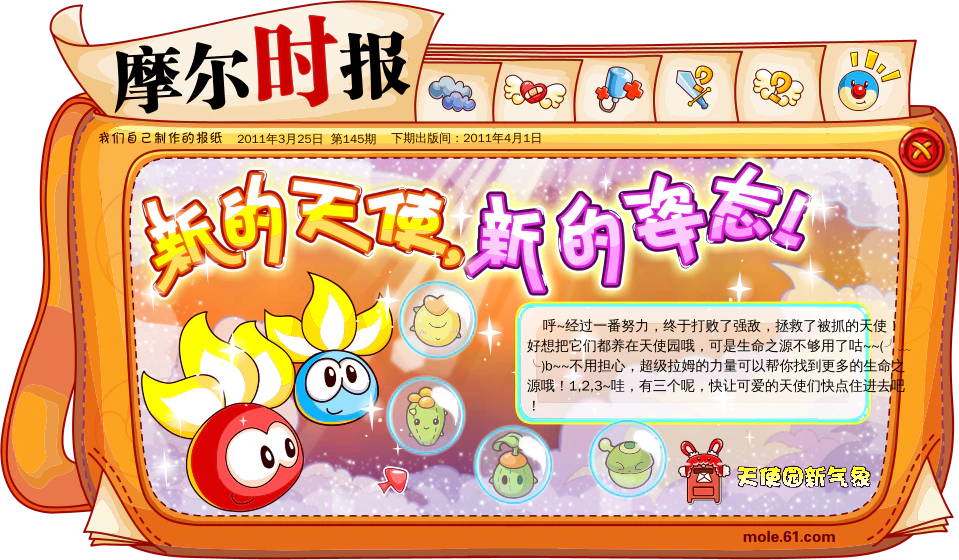 摩尔时报
我们自己制作的报纸 2011年3月25日 第145期 下期出版间：2011年4月1日
新的天使,新的姿态!
呼~经过一番努力，终于打败了强敌，拯救了被抓的天使！
好想把它们都养在天使园哦，可是生命之源不够用了咕~~(╯﹏
╰)b~~不用担心，超级拉姆的力量可以帮你找到更多的生命之
源哦！1,2,3~哇，有三个呢，快让可爱的天使们快点住进去吧
！
天使园新气象
mole.61.com